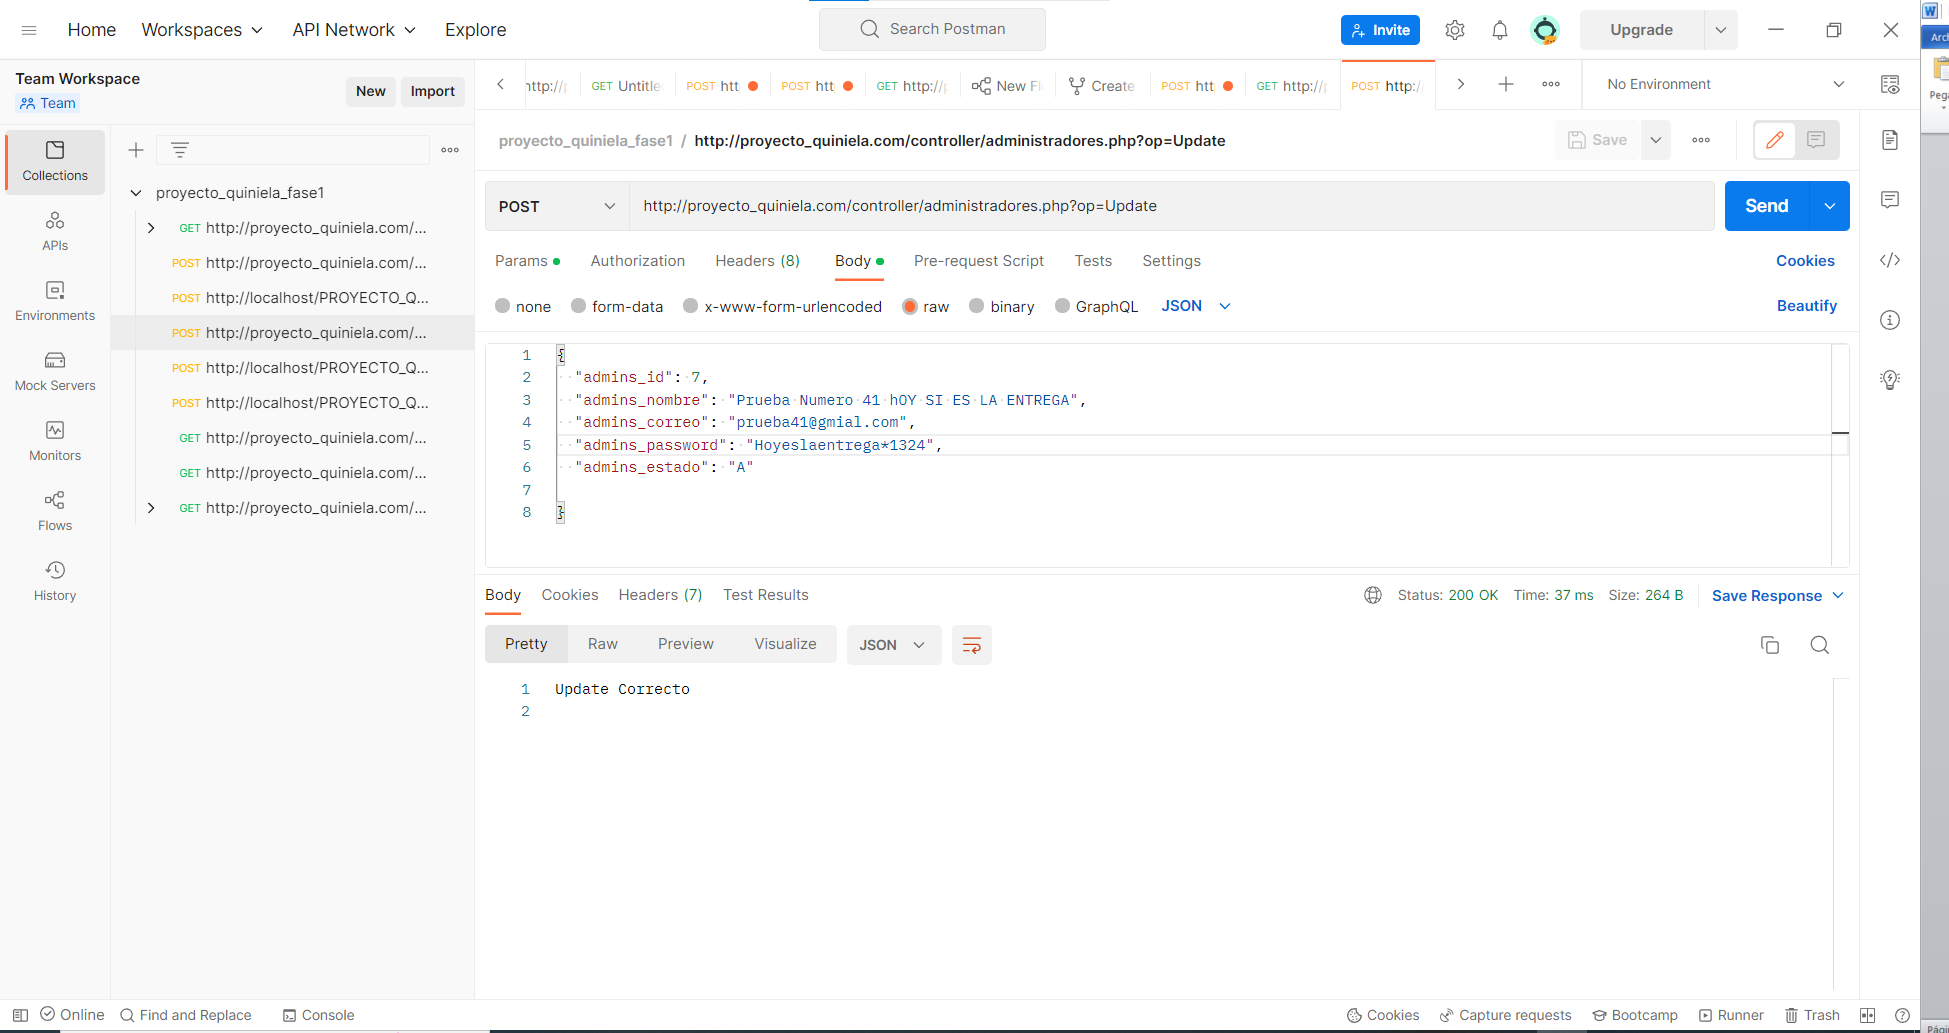 Home Workspaces API Network Explore Search Postman Invite Upgrade
Team Workspace
Team
New Import
http://p GET Untitle POST htt POST htt GET http://p New Fl Create POST htt GET http://p POST http:/
No Environment
proyecto_quiniela_fase1 / http://proyecto_quiniela.com/controller/administradores.php?op=Update
Save
Collections
APIs
Environments
Mock Servers
Monitors
Flows
History
proyecto_quiniela_fase1
GET http://proyecto_quiniela.com/...
POST http://proyecto_quiniela.com/...
POST http://localhost/PROYECTO_Q...
POST http://proyecto_quiniela.com/...
POST http://localhost/PROYECTO_Q...
POST http://localhost/PROYECTO_Q...
GET http://proyecto_quiniela.com/...
GET http://proyecto_quiniela.com/...
GET http://proyecto_quiniela.com/...
POST http://proyecto_quiniela.com/controller/administradores.php?op=Update Send
Params Authorization Headers (8) Body Pre-request Script Tests Settings Cookies
none form-data x-www-form-urlencoded raw binary GraphQL JSON Beautify
1 {
2 "admins_id": 7,
3 "admins_nombre": "Prueba Numero 41 hOY SI ES LA ENTREGA",
4 "admins_correo": "prueba41@gmial.com",
5 "admins_password": "Hoyeslaentrega*1324",
6 "admins_estado": "A"
7
8 }
Body Cookies Headers (7) Test Results Status: 200 OK Time: 37 ms Size: 264 B Save Response
Pretty Raw Preview Visualize JSON
1 Update Correcto
2
Online Find and Replace Console Cookies Capture requests Bootcamp Runner Trash
W
Arch
Pega
Pági